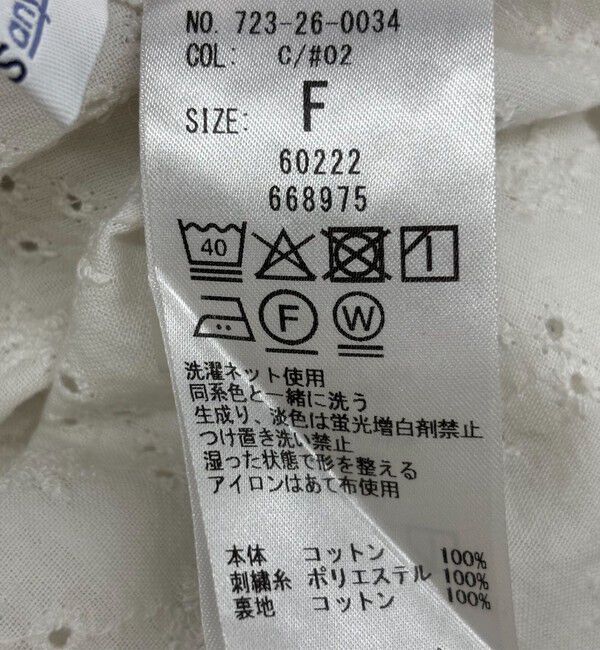 Sanp
NO. 723-26-0034
COL: C/#02
SIZE: F
60222
668975
40
F W
洗濯ネット使用
同系色と一緒に洗う
生成り、淡色は蛍光増白剤禁止
つけ置き洗い禁止
湿った状態で形を整える
アイロンはあて布使用
本体 コットン 100%
刺繍糸 ポリエステル 100%
裏地 コットン 100%